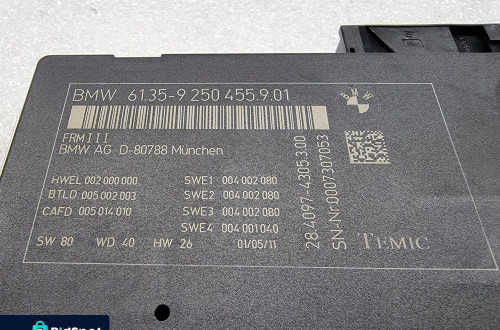 BMW 61.35-9 250 455.9.01
BMW
FRMIII
BMW AG D-80788 München
HWEL 002 000 000 SWE1 004 002 080
BTLD 005 002 003 SWE2 004 002 080
CAFD 005 014 010 SWE3 004 002 080
SWE4 004 001 040
SW 80 WD 40 HW 26 01/05/11
28.4097-4305.3.00
SN-Nr.0007307053
TEMIC
BidSpot